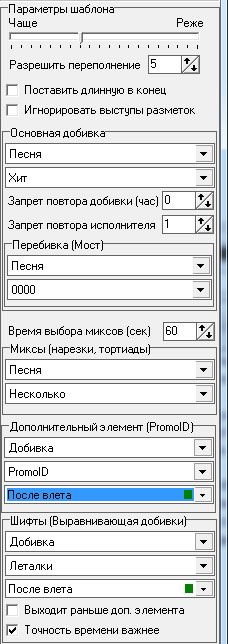 Параметры шаблона
Чаще Реже
Разрешить переполнение 5
Поставить длинную в конец
Игнорировать выступы разметок
Основная добивка
Песня
Хит
Запрет повтора добивки (час) 0
Запрет повтора исполнителя 1
Перебивка (Мост)
Песня
0000
Время выбора миксов (сек) 60
Миксы (нарезки, тортиады)
Песня
Несколько
Дополнительный элемент (PromoID)
Добивка
PromoID
После влета
Шифты (Выравнивающая добивки)
Добивка
Леталки
После влета
Выходит раньше доп. элемента
Точность времени важнее